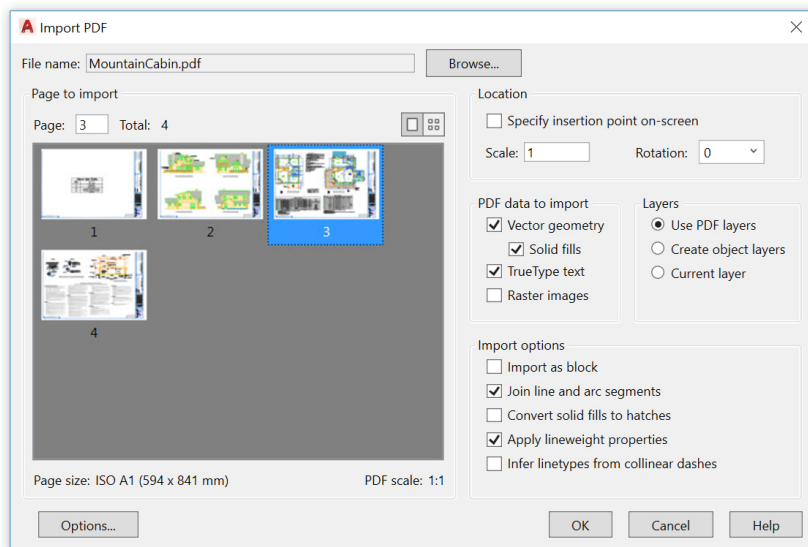 Import PDF
File name: MountainCabin.pdf Browse...
Page to import
Page: 3 Total: 4
1 2 3
4
Page size: ISO A1 (594 x 841 mm) PDF scale: 1:1
Location
Specify insertion point on-screen
Scale: 1 Rotation: 0
PDF data to import
Vector geometry
Solid fills
TrueType text
Raster images
Layers
Use PDF layers
Create object layers
Current layer
Import options
Import as block
Join line and arc segments
Convert solid fills to hatches
Apply lineweight properties
Infer linetypes from collinear dashes
Options... OK Cancel Help